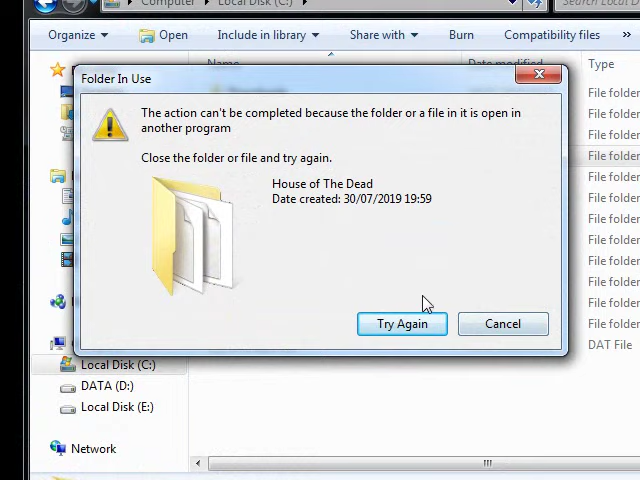 Computer
Local Disk (C:)
Search Local D
Organize
Open
Include in library
Share with
Burn
Compatibility files
»
Name
Date modified
Type
Folder In Use
The action can't be completed because the folder or a file in it is open in
another program
Close the folder or file and try again.
House of The Dead
Date created: 30/07/2019 19:59
Try Again
Cancel
File folder
File folder
File folder
File folder
File folder
File folder
File folder
File folder
File folder
File folder
File folder
DAT File
Local Disk (C:)
DATA (D:)
Local Disk (E:)
Network